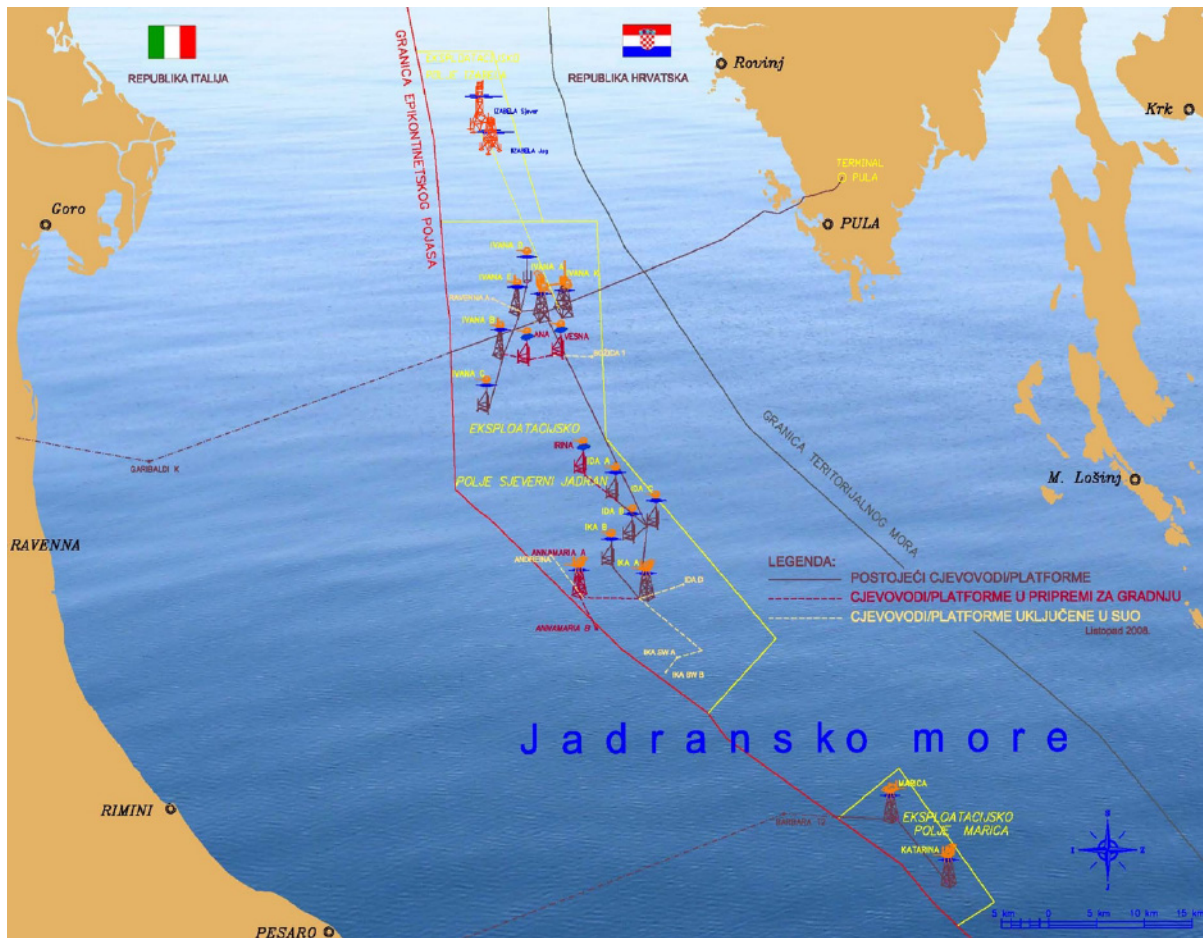 REPUBLIKA ITALIJA
REPUBLIKA HRVATSKA
GRANICA EPIKONTINETSKOG POJASA
IZABELA Sjever
IZABELA Jug
Rovinj
Krk
TERMINAL
PULA
PULA
Goro
IVANA D
IVANA E
IVANA A
IVANA K
IVANA B
ANA
VESNA
IVANA C
GARIBALDI K
EKSPLOATACIJSKO
POLJE SJEVERNI JADRAN
IRINA
IDA A
IDA C
IDA B
IKA B
IKA A
ANNAMARIA A
ANDREINA
IDA D
ANNAMARIA B
IKA SW A
IKA SW B
GRANICA TERITORIJALNOG MORA
M. Lošinj
RAVENNA
LEGENDA:
POSTOJEĆI CJEVOVODI/PLATFORME
CJEVOVODI/PLATFORME U PRIPREMI ZA GRADNJU
CJEVOVODI/PLATFORME UKLJUČENE U SUO
Listopad 2008.
Jadransko more
RIMINI
MARICA
EKSPLOATACIJSKO
POLJE MARICA
KATARINA
PESARO
5 km 0 5 km 10 km 15 km